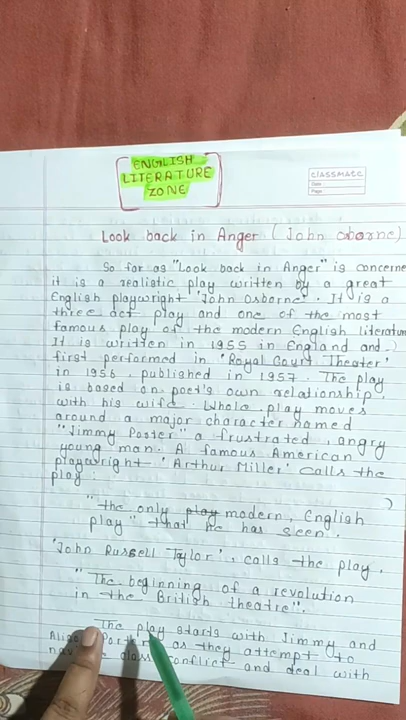 ENGLISH
LITERATURE
ZONE
classmate
Date
Page
Look back in Anger (John Osborne)
So for as "Look back in Anger" is concerne
it is a realistic play written by a great
English playwright 'John Osborne'. It is a
three act play and one of the most
famous play of the modern English literatur
It is written in 1955 in England and
first performed in 'Royal Court Theater'
in 1956. published in 1957. The play
is based on poet's own relationship
with his wife. Whole play moves
around a major character named
"Jimmy Poster" a frustrated, angry
young man. A famous American
playwright 'Arthur Miller' calls the
play:
"the only modern, English
play" that he has seen.
'John Russell Taylor', calls the play.
"The beginning of a revolution
in the British theatre".
The play starts with Jimmy and
as they attempt to
class conflict and deal with